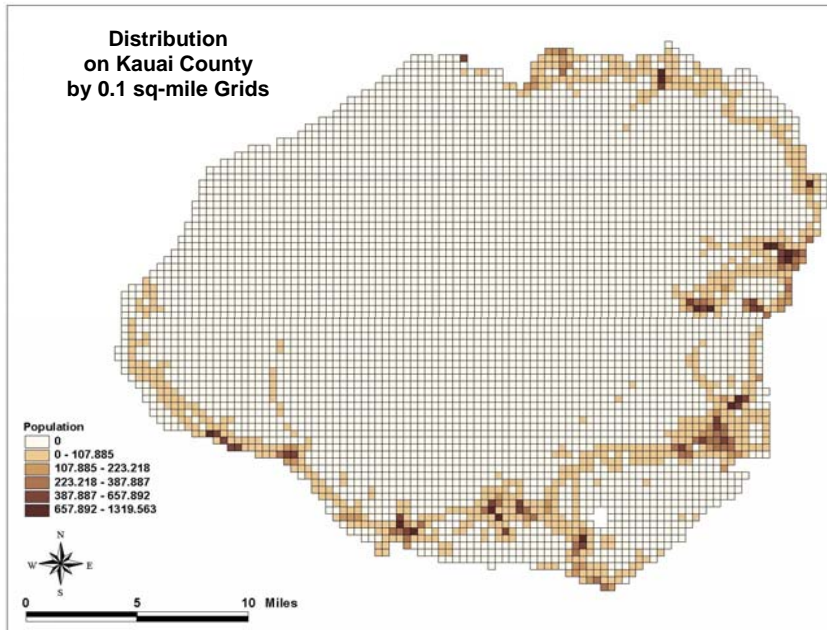 Distribution
on Kauai County
by 0.1 sq-mile Grids
Population
0
0 - 107.885
107.885 - 223.218
223.218 - 387.887
387.887 - 657.892
657.892 - 1319.563
N
W E
S
0 5 10 Miles